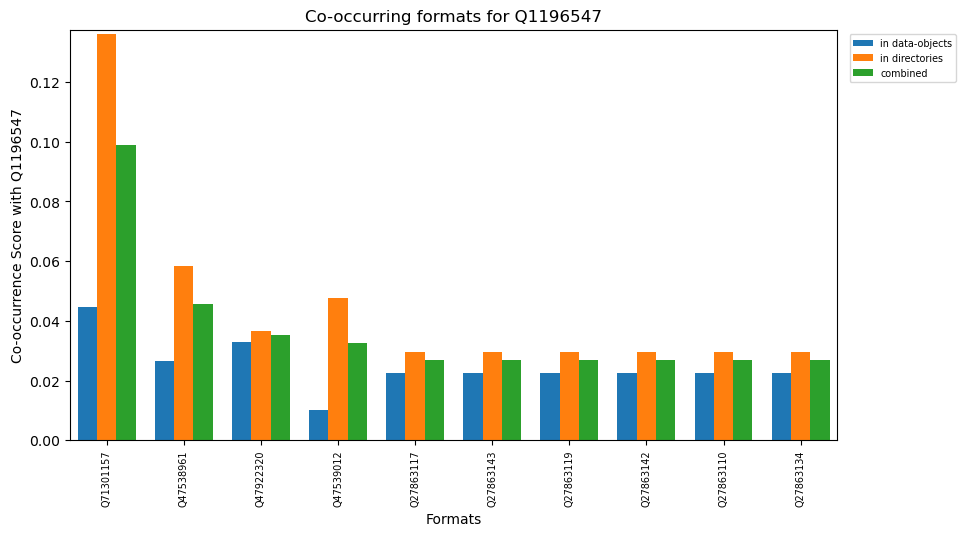 Co-occurring formats for Q1196547
in data-objects
in directories
combined
Co-occurrence Score with Q1196547
0.12
0.10
0.08
0.06
0.04
0.02
0.00
Q71301157
Q47538961
Q47922320
Q47539012
Q27863117
Q27863143
Q27863119
Q27863142
Q27863110
Q27863134
Formats